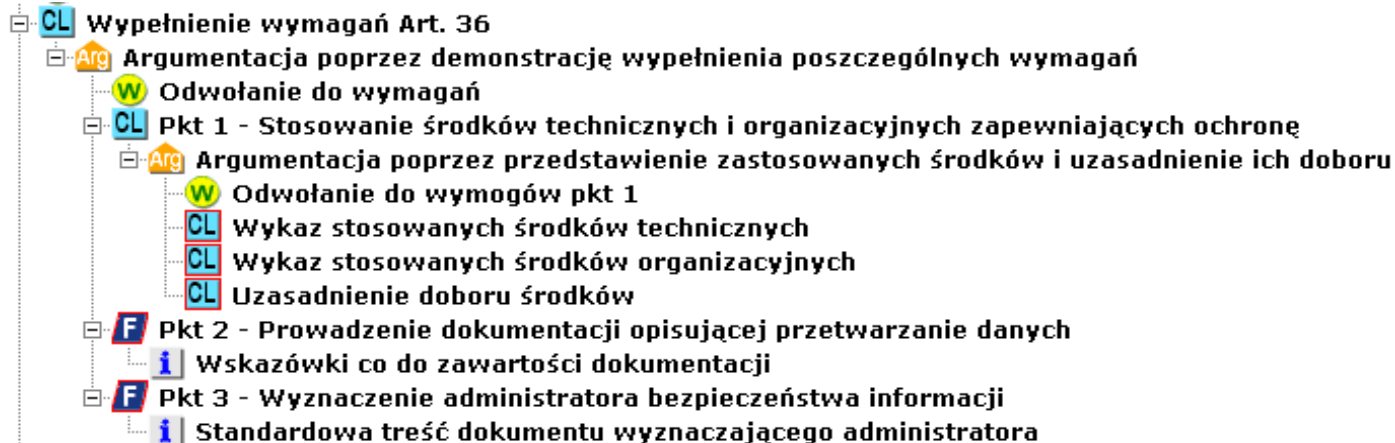 CL Wypełnienie wymagań Art. 36
Arg Argumentacja poprzez demonstrację wypełnienia poszczególnych wymagań
W Odwołanie do wymagań
CL Pkt 1 - Stosowanie środków technicznych i organizacyjnych zapewniających ochronę
Arg Argumentacja poprzez przedstawienie zastosowanych środków i uzasadnienie ich doboru
W Odwołanie do wymogów pkt 1
CL Wykaz stosowanych środków technicznych
CL Wykaz stosowanych środków organizacyjnych
CL Uzasadnienie doboru środków
F Pkt 2 - Prowadzenie dokumentacji opisującej przetwarzanie danych
i Wskazówki co do zawartości dokumentacji
F Pkt 3 - Wyznaczenie administratora bezpieczeństwa informacji
i Standardowa treść dokumentu wyznaczającego administratora